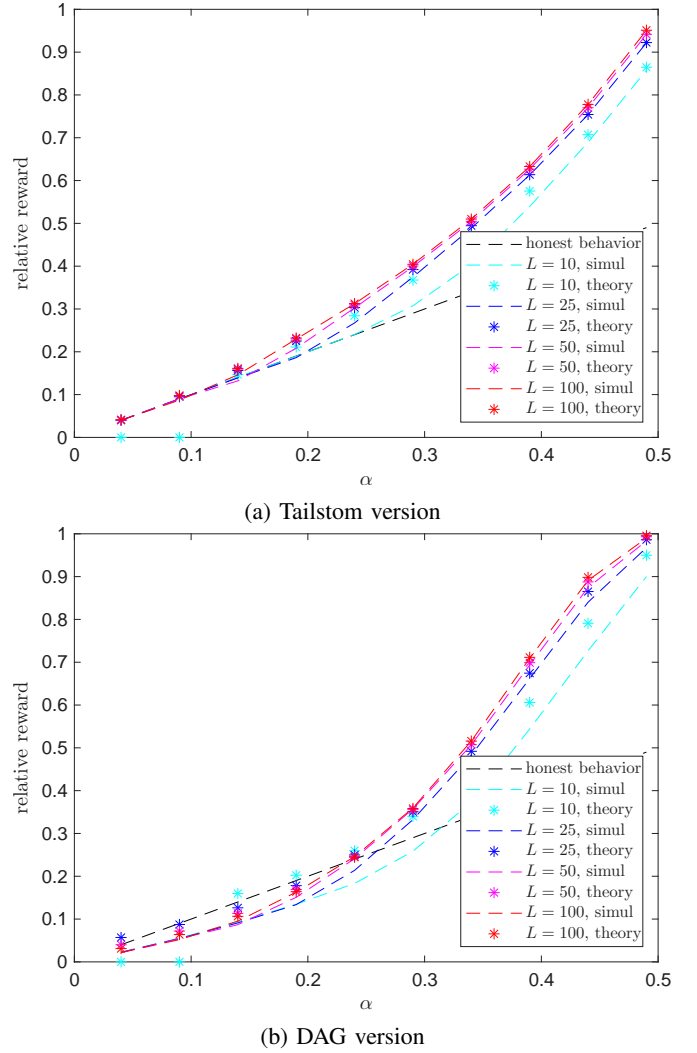 1
0.9
0.8
0.7
0.6
0.5
0.4
0.3
0.2
0.1
0
relative reward
honest behavior
L = 10, simul
L = 10, theory
L = 25, simul
L = 25, theory
L = 50, simul
L = 50, theory
L = 100, simul
L = 100, theory
0 0.1 0.2 0.3 0.4 0.5
α
(a) Tailstom version
1
0.9
0.8
0.7
0.6
0.5
0.4
0.3
0.2
0.1
0
relative reward
honest behavior
L = 10, simul
L = 10, theory
L = 25, simul
L = 25, theory
L = 50, simul
L = 50, theory
L = 100, simul
L = 100, theory
0 0.1 0.2 0.3 0.4 0.5
α
(b) DAG version